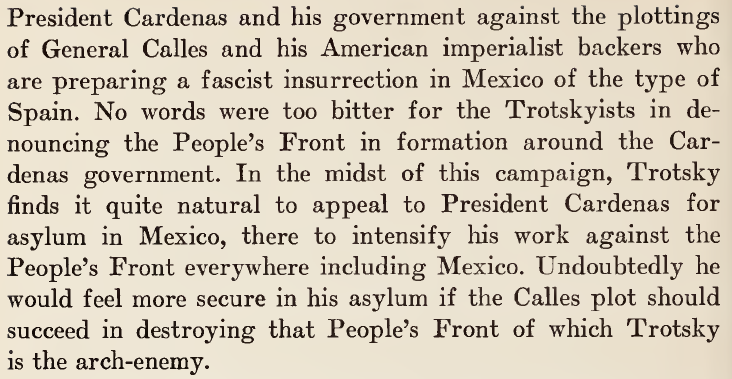 President Cardenas and his government against the plottings
of General Calles and his American imperialist backers who
are preparing a fascist insurrection in Mexico of the type of
Spain. No words were too bitter for the Trotskyists in de-
nouncing the People's Front in formation around the Car-
denas government. In the midst of this campaign, Trotsky
finds it quite natural to appeal to President Cardenas for
asylum in Mexico, there to intensify his work against the
People's Front everywhere including Mexico. Undoubtedly he
would feel more secure in his asylum if the Calles plot should
succeed in destroying that People's Front of which Trotsky
is the arch-enemy.